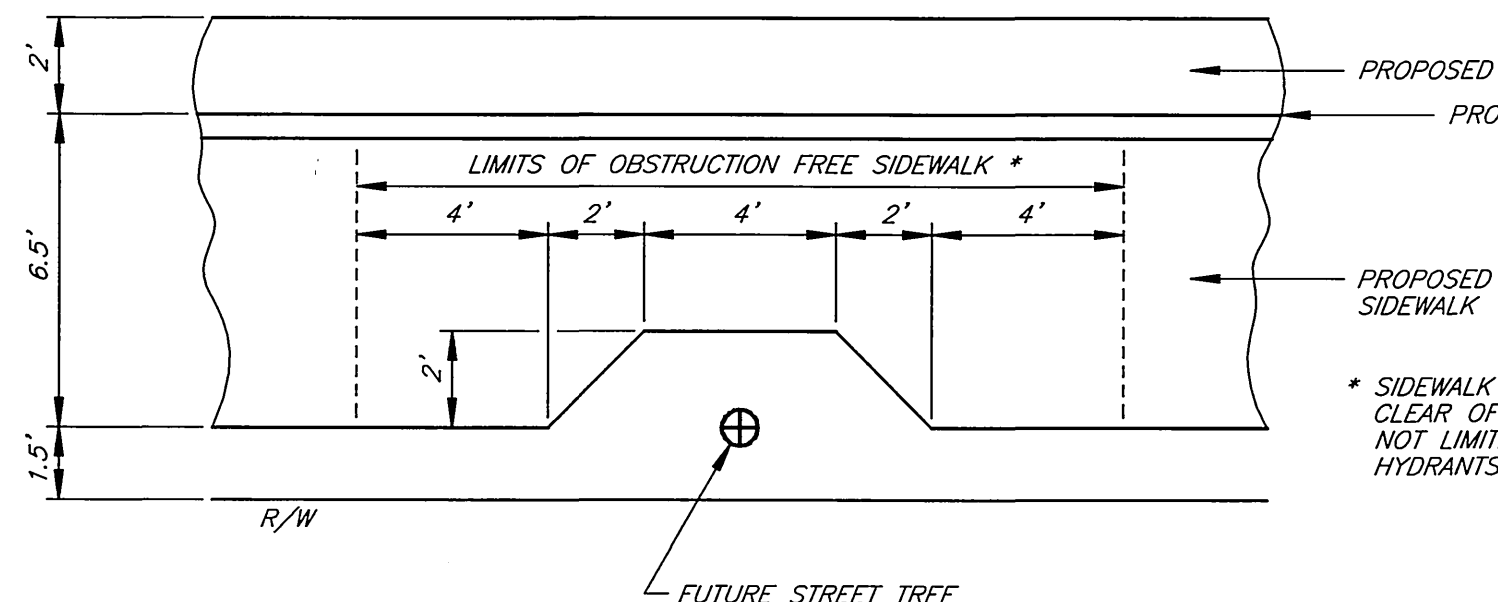 2'
PROPOSED
PRO
LIMITS OF OBSTRUCTION FREE SIDEWALK *
4' 2' 4' 2' 4'
6.5'
PROPOSED
SIDEWALK
2'
* SIDEWALK
CLEAR OF
NOT LIMIT
HYDRANTS
1.5'
R/W
FUTURE STREET TREE